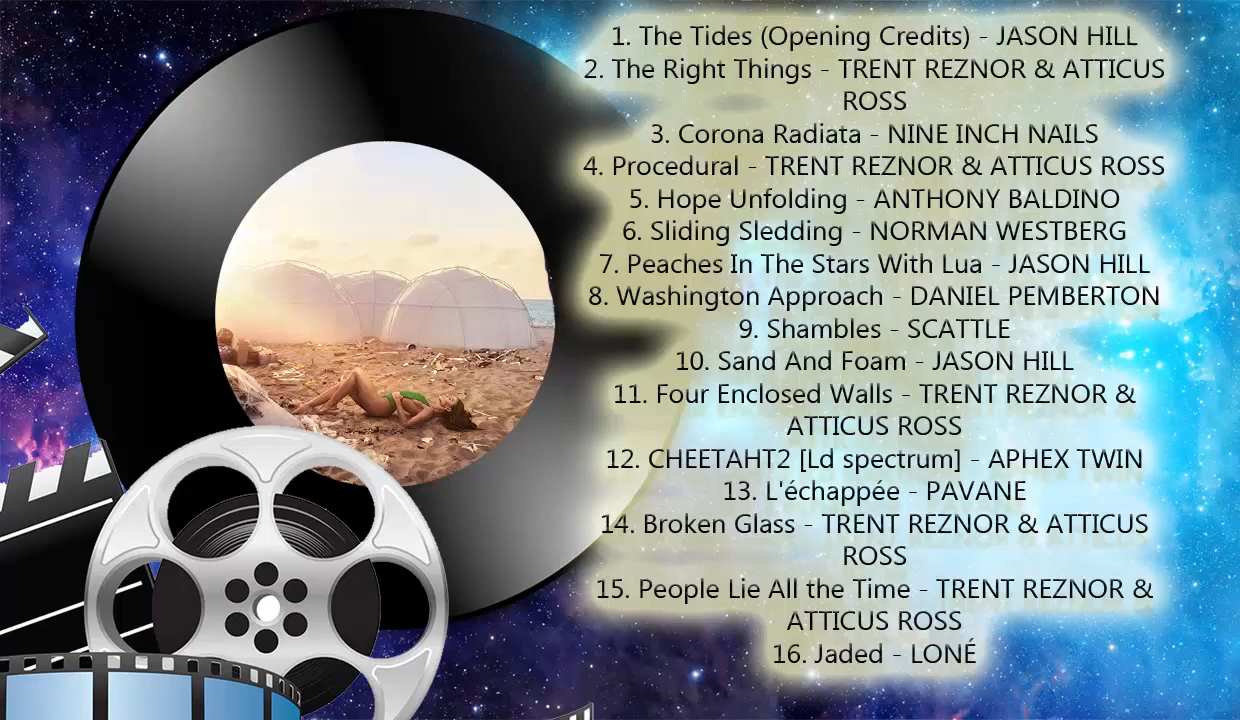 1. The Tides (Opening Credits) - JASON HILL
2. The Right Things - TRENT REZNOR & ATTICUS
ROSS
3. Corona Radiata - NINE INCH NAILS
4. Procedural - TRENT REZNOR & ATTICUS ROSS
5. Hope Unfolding - ANTHONY BALDINO
6. Sliding Sledding - NORMAN WESTBERG
7. Peaches In The Stars With Lua - JASON HILL
8. Washington Approach - DANIEL PEMBERTON
9. Shambles - SCATTLE
10. Sand And Foam - JASON HILL
11. Four Enclosed Walls - TRENT REZNOR &
ATTICUS ROSS
12. CHEETAHT2 [Ld spectrum] - APHEX TWIN
13. L'échappée - PAVANE
14. Broken Glass - TRENT REZNOR & ATTICUS
ROSS
15. People Lie All the Time - TRENT REZNOR &
ATTICUS ROSS
16. Jaded - LONÉ